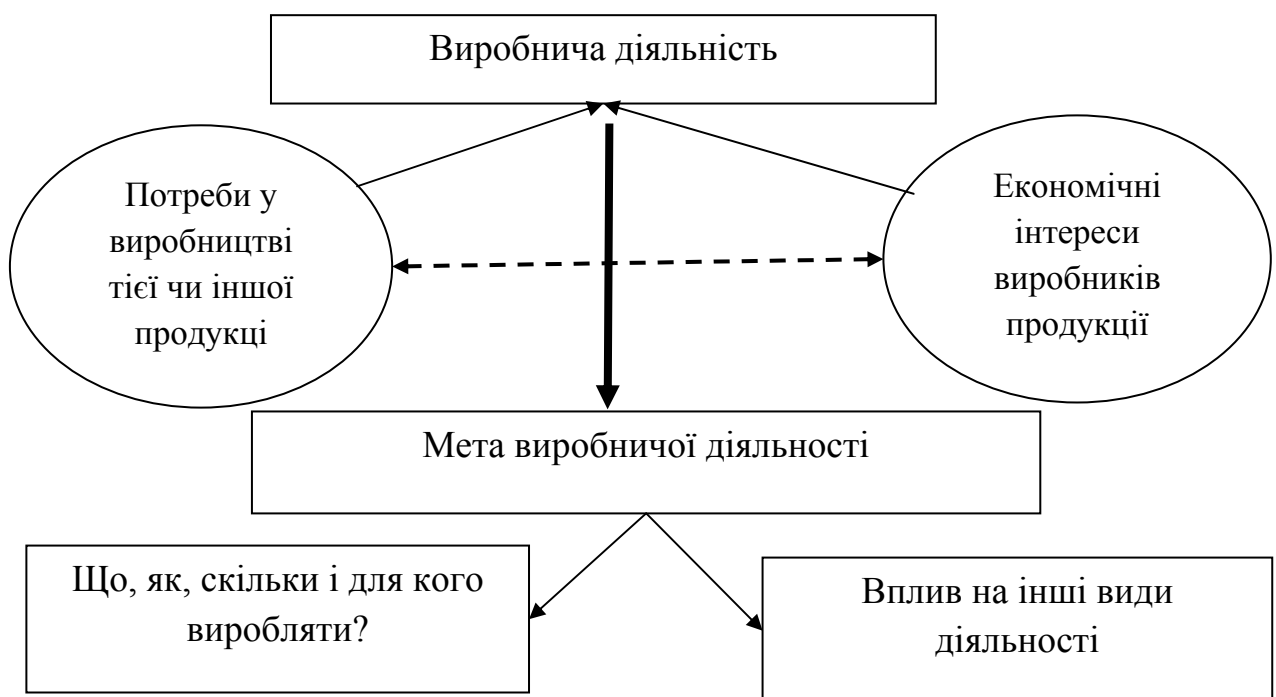 Виробнича діяльність
Потреби у
виробництві
тієї чи іншої
продукці
Економічні
інтереси
виробників
продукції
Мета виробничої діяльності
Що, як, скільки і для кого
виробляти?
Вплив на інші види
діяльності